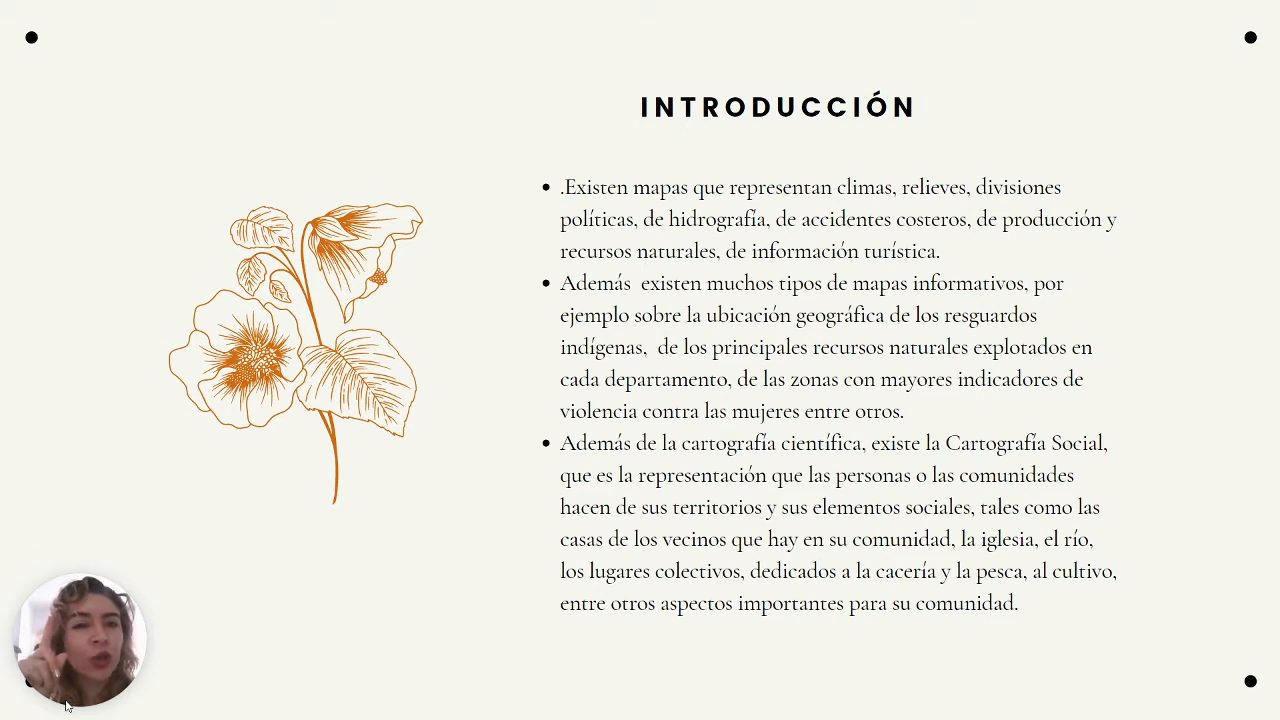 INTRODUCCIÓN
.Existen mapas que representan climas, relieves, divisiones
políticas, de hidrografía, de accidentes costeros, de producción y
recursos naturales, de información turística.
Además  existen muchos tipos de mapas informativos, por
ejemplo sobre la ubicación geográfica de los resguardos
indígenas,  de los principales recursos naturales explotados en
cada departamento, de las zonas con mayores indicadores de
violencia contra las mujeres entre otros.
Además de la cartografía científica, existe la Cartografía Social,
que es la representación que las personas o las comunidades
hacen de sus territorios y sus elementos sociales, tales como las
casas de los vecinos que hay en su comunidad, la iglesia, el río,
los lugares colectivos, dedicados a la cacería y la pesca, al cultivo,
entre otros aspectos importantes para su comunidad.